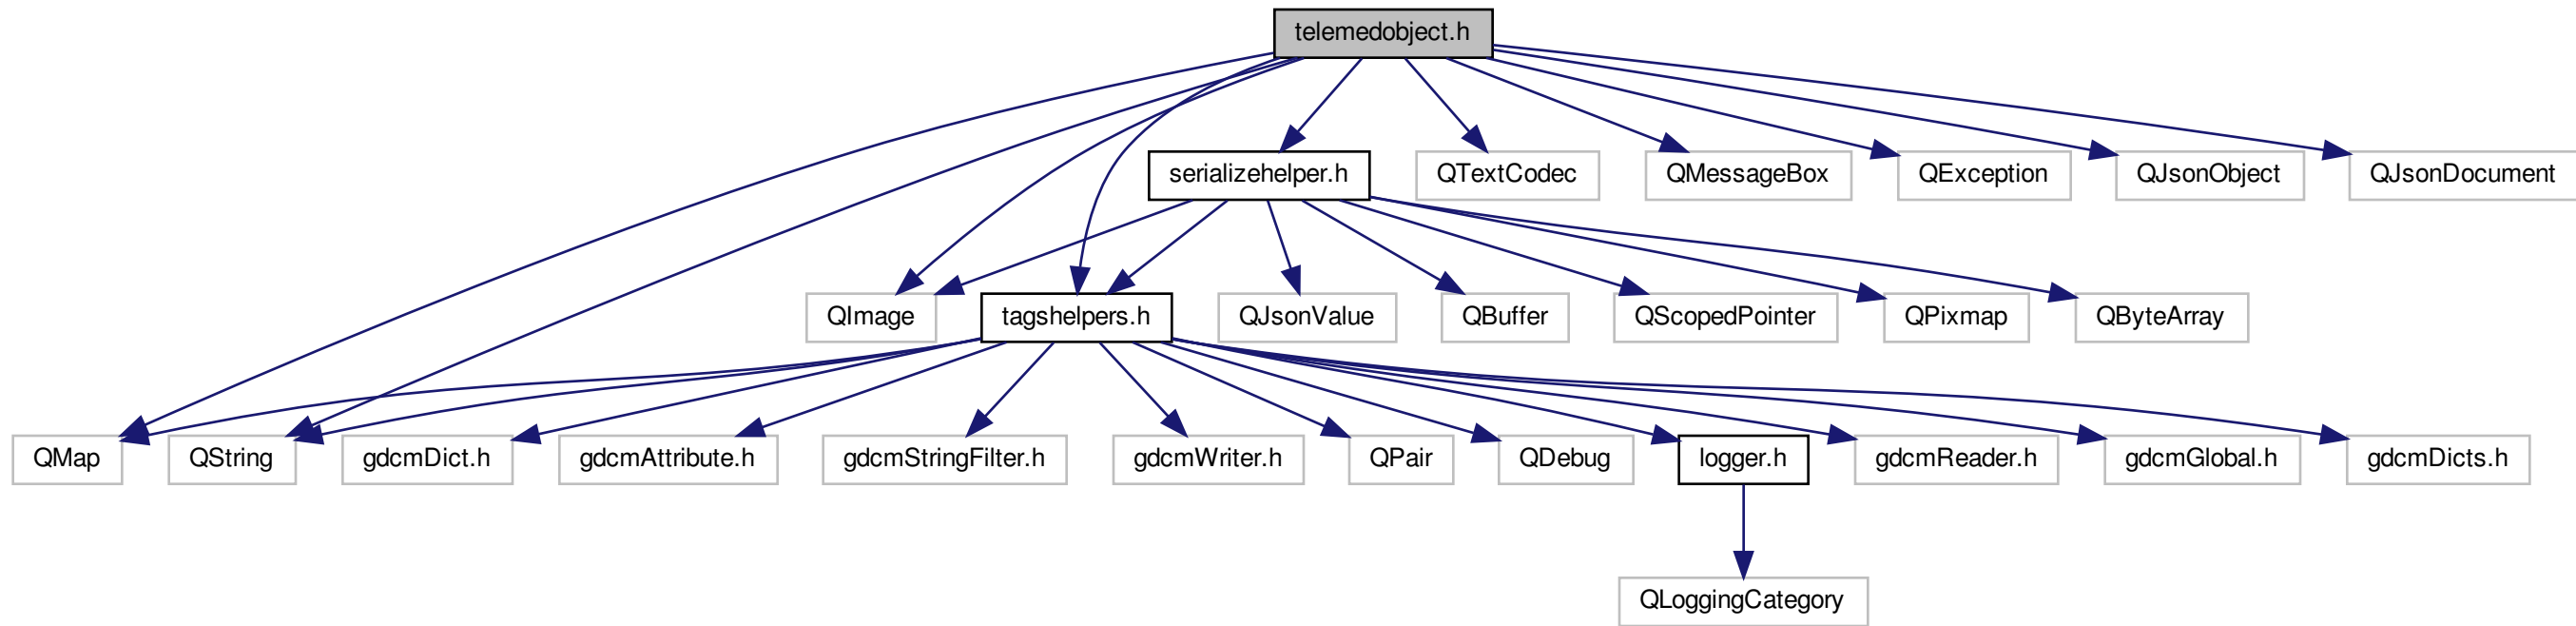 telemedobject.h
serializehelper.h
QTextCodec
QMessageBox
QException
QJsonObject
QJsonDocument
QImage
tagshelpers.h
QJsonValue
QBuffer
QScopedPointer
QPixmap
QByteArray
QMap
QString
gdcmDict.h
gdcmAttribute.h
gdcmStringFilter.h
gdcmWriter.h
QPair
QDebug
logger.h
gdcmReader.h
gdcmGlobal.h
gdcmDicts.h
QLoggingCategory